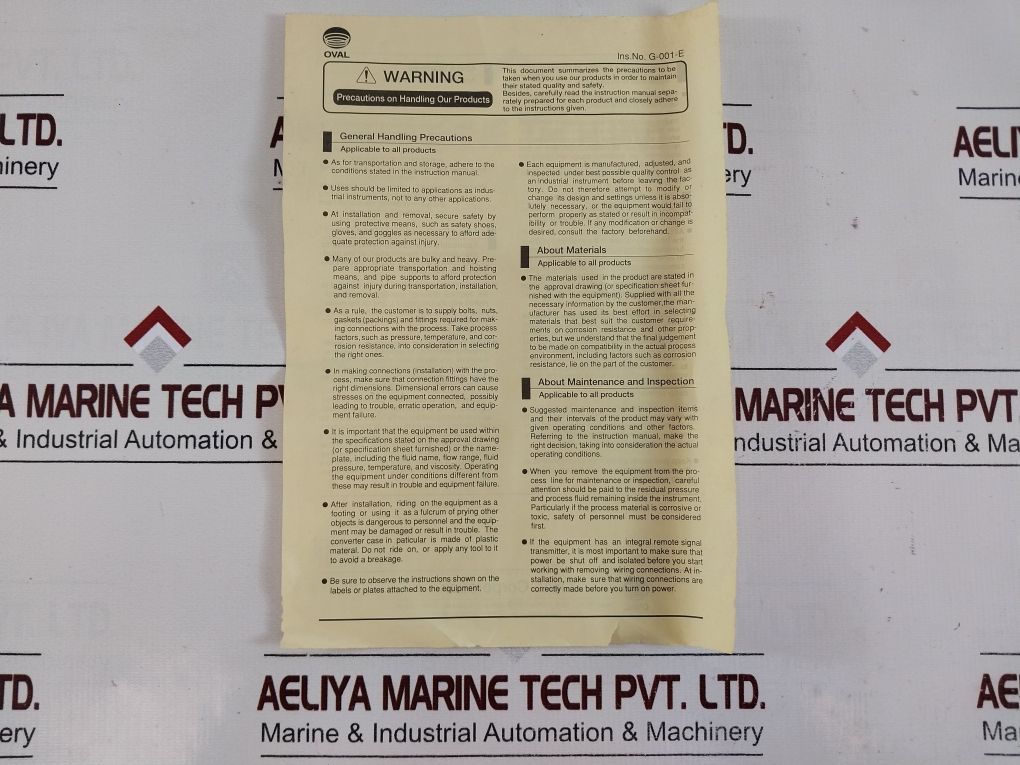 OVAL
Ins.No. G-001-E
WARNING
Precautions on Handling Our Products
This document summarizes the precautions to be
taken when you use our products in order to maintain
their stated quality and safety.
Besides, carefully read the instruction manual sepa-
rately prepared for each product and closely adhere
to the instructions given.
General Handling Precautions
Applicable to all products
● As for transportation and storage, adhere to the
conditions stated in the instruction manual.
● Uses should be limited to applications as indus-
trial instruments, not to any other applications.
● At installation and removal, secure safety by
using protective means, such as safety shoes,
gloves, and goggles as necessary to afford ade-
quate protection against injury.
● Many of our products are bulky and heavy. Pre-
pare appropriate transportation and hoisting
means, and pipe supports to afford protection
against injury during transportation, installation,
and removal.
● As a rule, the customer is to supply bolts, nuts,
gaskets (packings) and fittings required for mak-
ing connections with the process. Take process
factors, such as pressure, temperature, and cor-
rosion resistance, into consideration in selecting
the right ones.
● In making connections (installation) with the pro-
cess, make sure that connection fittings have the
right dimensions. Dimensional errors can cause
stresses on the equipment connected, possibly
leading to trouble, erratic operation, and equip-
ment failure.
● It is important that the equipment be used within
the specifications stated on the approval drawing
(or specification sheet furnished) or the name-
plate, including the fluid name, flow range, fluid
pressure, temperature, and viscosity. Operating
the equipment under conditions different from
these may result in trouble and equipment failure.
● After installation, riding on the equipment as a
footing or using it as a fulcrum of prying other
objects is dangerous to personnel and the equip-
ment may be damaged or result in trouble. The
converter case in paticular is made of plastic
materal. Do not ride on, or apply any tool to it
to avoid a breakage.
● Be sure to observe the instructions shown on the
labels or plates attached to the equipment.
● Each equipment is manufactured, adjusted, and
inspected under best possible quality control as
an industrial instrument before leaving the fac-
tory. Do not therefore attempt to modify or
change its design and settings unless it is abso-
lutely necessary, or the equipment would fail to
perform properly as stated or result in incompat-
ibility or trouble. If any modification or change is
desired, consult the factory beforehand.
About Materials
Applicable to all products
● The materials used in the product are stated in
the approval drawing (or specification sheet fur-
nished with the equipment). Supplied with all the
necessary information by the customer,the man-
ufacturer has used its best effort in selecting
materials that best suit the customer require-
ments on corrosion resistance and other prop-
erties, but we understand that the final judgement
to be made on compatibility in the actual process
environment, including factors such as corrosion
resistance, lie on the part of the customer.
About Maintenance and Inspection
Applicable to all products
● Suggested maintenance and inspection items
and their intervals of the product may vary with
given operating conditions and other factors.
Referring to the instruction manual, make the
right decision, taking into consideration the actual
operating conditions.
● When you remove the equipment from the pro-
cess line for maintenance or inspection, careful
attention should be paid to the residual pressure
and process fluid remaining inside the instrument.
Particularly if the process material is corrosive or
toxic, safety of personnel must be considered
first.
● If the equipment has an integral remote signal
transmitter, it is most important to make sure that
power be shut off and isolated before you start
working with removing wiring connections. At in-
stallation, make sure that wiring connections are
correctly made before you turn on power.
LTD.
hinery
D.
ry
AELIY
Marine
A MARINE TECH PV
& Industrial Automation &
MARINE TECH PVT.
ndustrial Automation & Ma
TD.
ery
AELIYA MARINE TECH PVT. LTD.
Marine & Industrial Automation & Machinery
AE
Ma